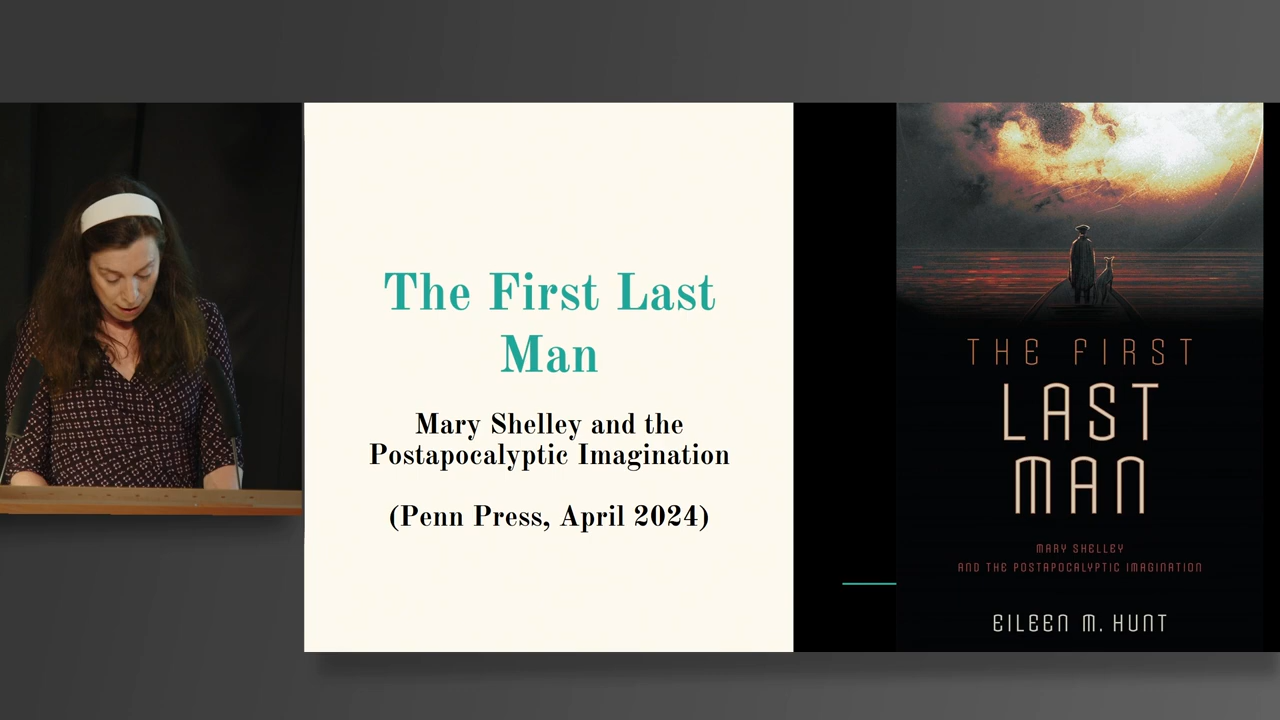 The First Last
Man
Mary Shelley and the
Postapocalyptic Imagination
(Penn Press, April 2024)
THE FIRST
LAST
MAN
MARY SHELLEY
AND THE POSTAPOCALYPTIC IMAGINATION
EILEEN M. HUNT